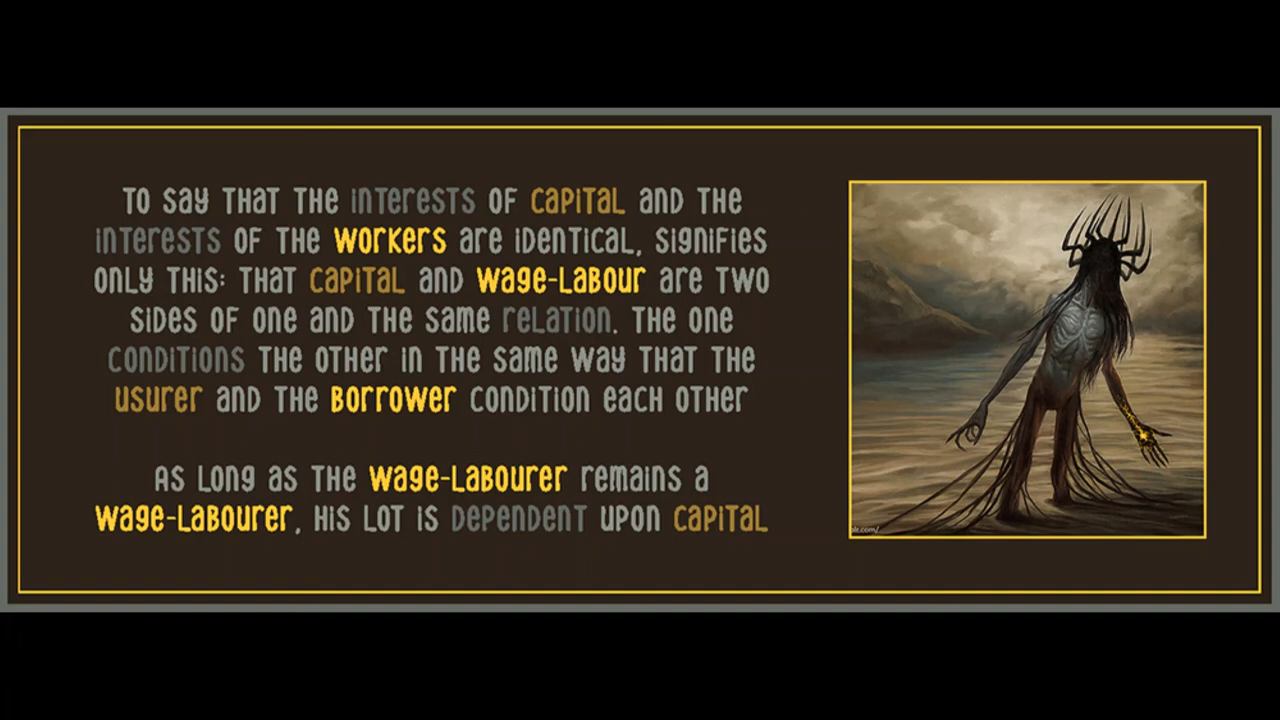 To say that the interests of capital and the
interests of the workers are identical, signifies
only this: that capital and wage-labour are two
sides of one and the same relation. The one
conditions the other in the same way that the
usurer and the borrower condition each other
As long as the wage-labourer remains a
wage-labourer, his lot is dependent upon capital